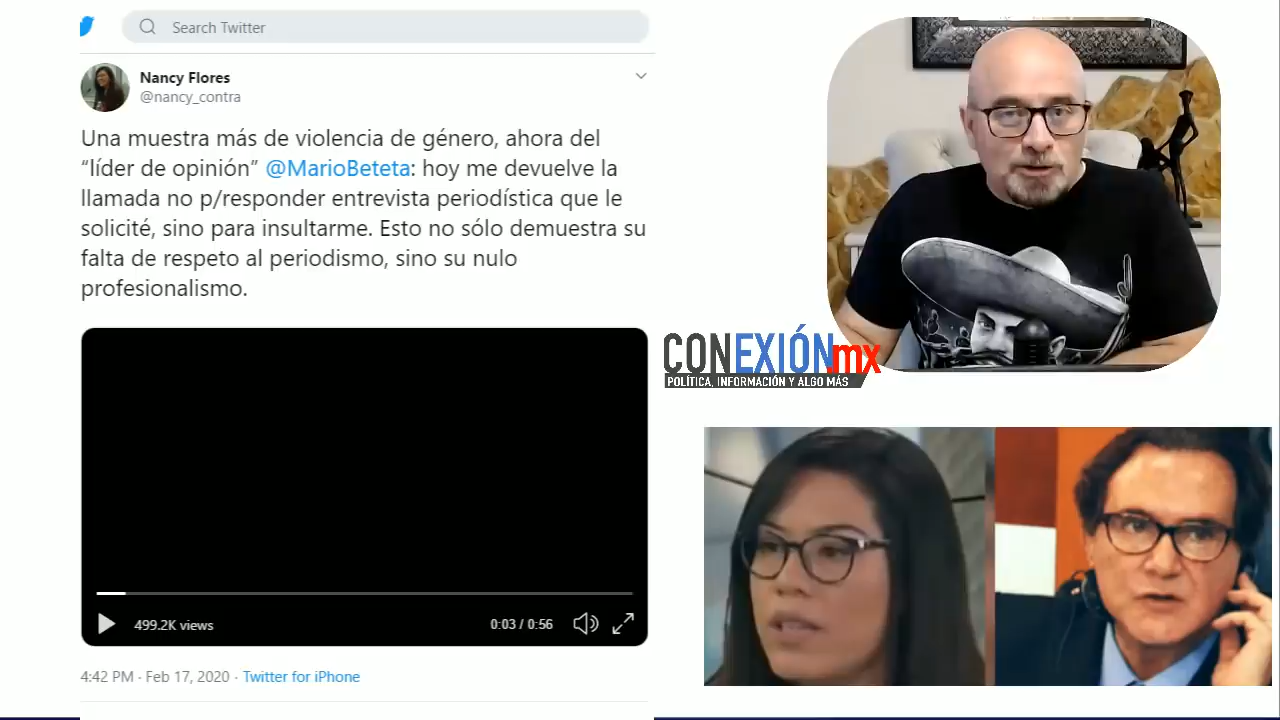 Search Twitter
Nancy Flores
@nancy_contra
Una muestra más de violencia de género, ahora del
“líder de opinión” @MarioBeteta: hoy me devuelve la
llamada no p/responder entrevista periodística que le
solicité, sino para insultarme. Esto no sólo demuestra su
falta de respeto al periodismo, sino su nulo
profesionalismo.
499.2K views
0:03 / 0:56
4:42 PM · Feb 17, 2020 · Twitter for iPhone
CONEXIÓN.mx
POLÍTICA, INFORMACIÓN Y ALGO MÁS